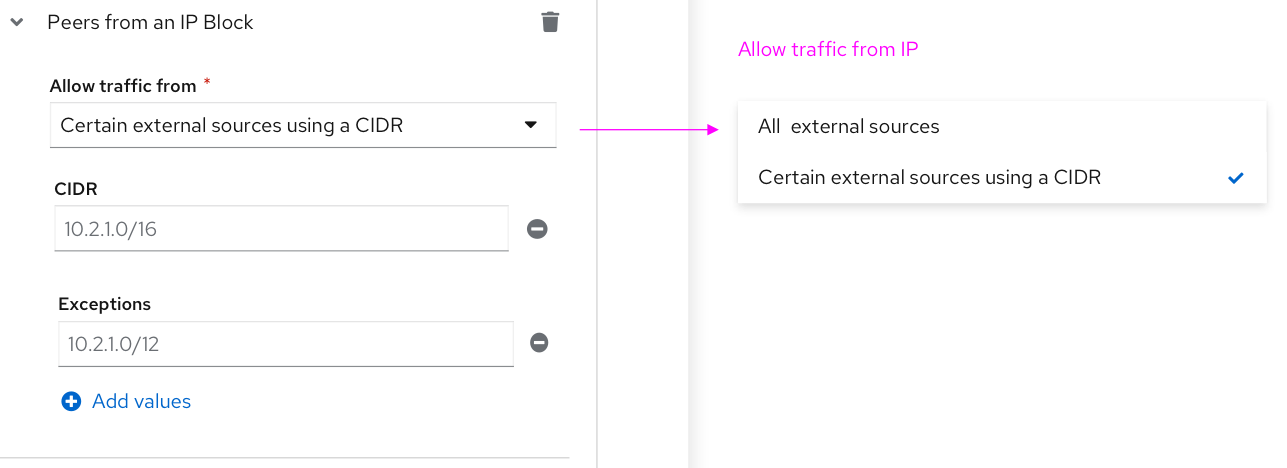 Peers from an IP Block
Allow traffic from *
Certain external sources using a CIDR
CIDR
10.2.1.0/16
Exceptions
10.2.1.0/12
Add values
Allow traffic from IP
All  external sources
Certain external sources using a CIDR